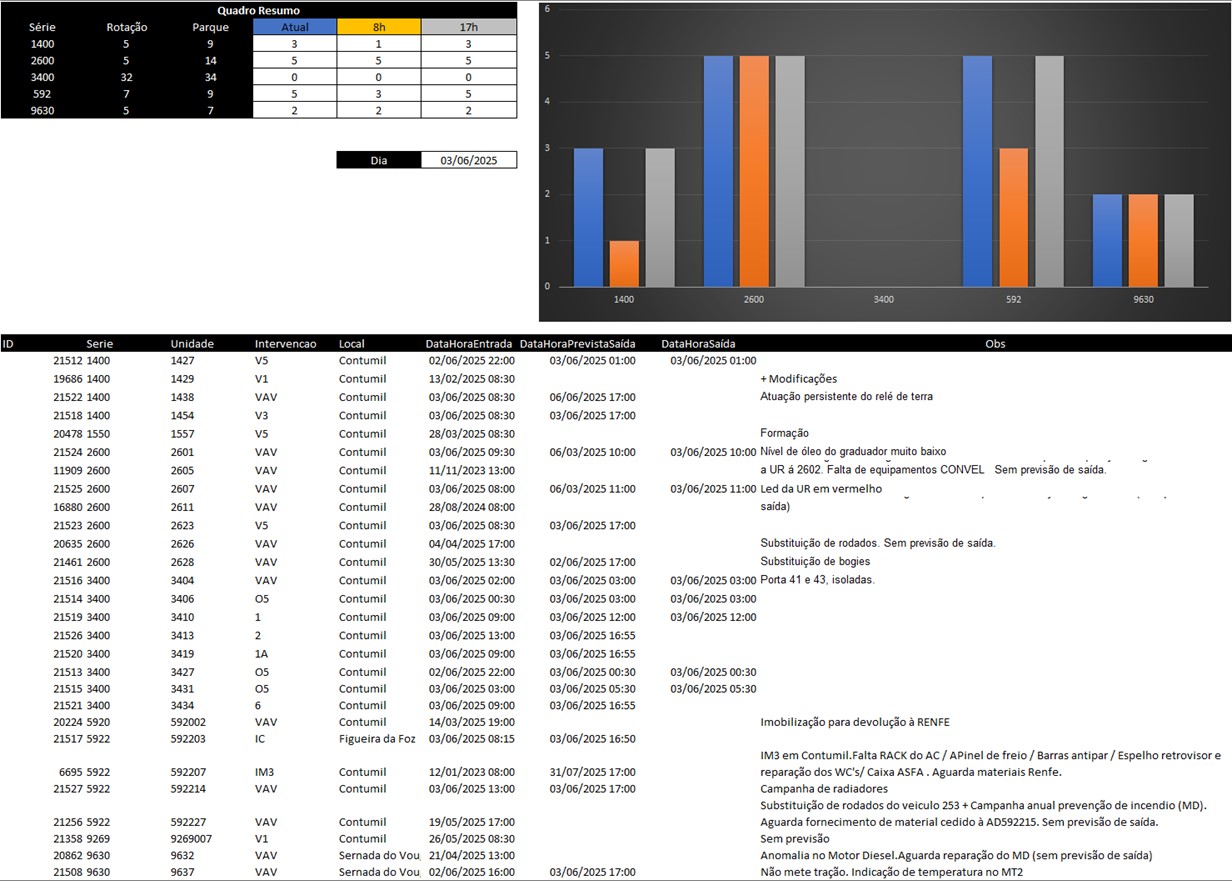 Quadro Resumo
Série Rotação Parque Atual 8h 17h
1400 5 9 3 1 3
2600 5 14 5 5 5
3400 32 34 0 0 0
592 7 9 5 3 5
9630 5 7 2 2 2
Dia 03/06/2025
6
5
4
3
2
1
0
1400 2600 3400 592 9630
ID Serie Unidade Intervencao Local DataHoraEntrada DataHoraPrevistaSaída DataHoraSaída Obs
21512 1400 1427 V5 Contumil 02/06/2025 22:00 03/06/2025 01:00 03/06/2025 01:00
19686 1400 1429 V1 Contumil 13/02/2025 08:30 + Modificações
21522 1400 1438 VAV Contumil 03/06/2025 08:30 06/06/2025 17:00 Atuação persistente do relé de terra
21518 1400 1454 V3 Contumil 03/06/2025 08:30 03/06/2025 17:00
20478 1550 1557 V5 Contumil 28/03/2025 08:30 Formação
21524 2600 2601 VAV Contumil 03/06/2025 09:30 06/03/2025 10:00 03/06/2025 10:00 Nível de óleo do graduador muito baixo
11909 2600 2605 VAV Contumil 11/11/2023 13:00 a UR á 2602. Falta de equipamentos CONVEL Sem previsão de saída.
21525 2600 2607 VAV Contumil 03/06/2025 08:00 06/03/2025 11:00 03/06/2025 11:00 Led da UR em vermelho
16880 2600 2611 VAV Contumil 28/08/2024 08:00 saída)
21523 2600 2623 V5 Contumil 03/06/2025 08:30 03/06/2025 17:00
20635 2600 2626 VAV Contumil 04/04/2025 17:00 Substituição de rodados. Sem previsão de saída.
21461 2600 2628 VAV Contumil 30/05/2025 13:30 02/06/2025 17:00 Substituição de bogies
21516 3400 3404 VAV Contumil 03/06/2025 02:00 03/06/2025 03:00 03/06/2025 03:00 Porta 41 e 43, isoladas.
21514 3400 3406 O5 Contumil 03/06/2025 00:30 03/06/2025 03:00 03/06/2025 03:00
21519 3400 3410 1 Contumil 03/06/2025 09:00 03/06/2025 12:00 03/06/2025 12:00
21526 3400 3413 2 Contumil 03/06/2025 13:00 03/06/2025 16:55
21520 3400 3419 1A Contumil 03/06/2025 09:00 03/06/2025 16:55
21513 3400 3427 O5 Contumil 02/06/2025 22:00 03/06/2025 00:30 03/06/2025 00:30
21515 3400 3431 O5 Contumil 03/06/2025 03:00 03/06/2025 05:30 03/06/2025 05:30
21521 3400 3434 6 Contumil 03/06/2025 09:00 03/06/2025 16:55
20224 5920 592002 VAV Contumil 14/03/2025 19:00 Imobilização para devolução à RENFE
21517 5922 592203 IC Figueira da Foz 03/06/2025 08:15 03/06/2025 16:50
IM3 em Contumil.Falta RACK do AC / APinel de freio / Barras antipar / Espelho retrovisor e
6695 5922 592207 IM3 Contumil 12/01/2023 08:00 31/07/2025 17:00 reparação dos WC's/ Caixa ASFA . Aguarda materiais Renfe.
21527 5922 592214 VAV Contumil 03/06/2025 13:00 03/06/2025 17:00 Campanha de radiadores
Substituição de rodados do veiculo 253 + Campanha anual prevenção de incendio (MD).
21256 5922 592227 VAV Contumil 19/05/2025 17:00 Aguarda fornecimento de material cedido à AD592215. Sem previsão de saída.
21358 9269 9269007 V1 Contumil 26/05/2025 08:30 Sem previsão
20862 9630 9632 VAV Sernada do Vou 21/04/2025 13:00 Anomalia no Motor Diesel.Aguarda reparação do MD (sem previsão de saída)
21508 9630 9637 VAV Sernada do Vou 02/06/2025 16:00 03/06/2025 17:00 Não mete tração. Indicação de temperatura no MT2